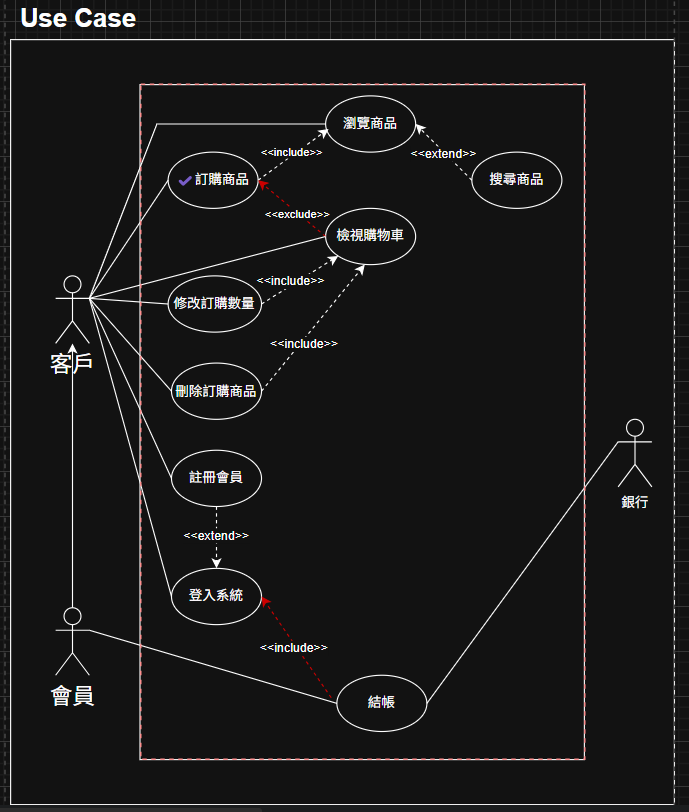 Use Case
瀏覽商品
<<include>>
<<extend>>
訂購商品
搜尋商品
<<exclude>>
檢視購物車
<<include>>
修改訂購數量
<<include>>
客戶
刪除訂購商品
註冊會員
銀行
<<extend>>
登入系統
<<include>>
會員
結帳